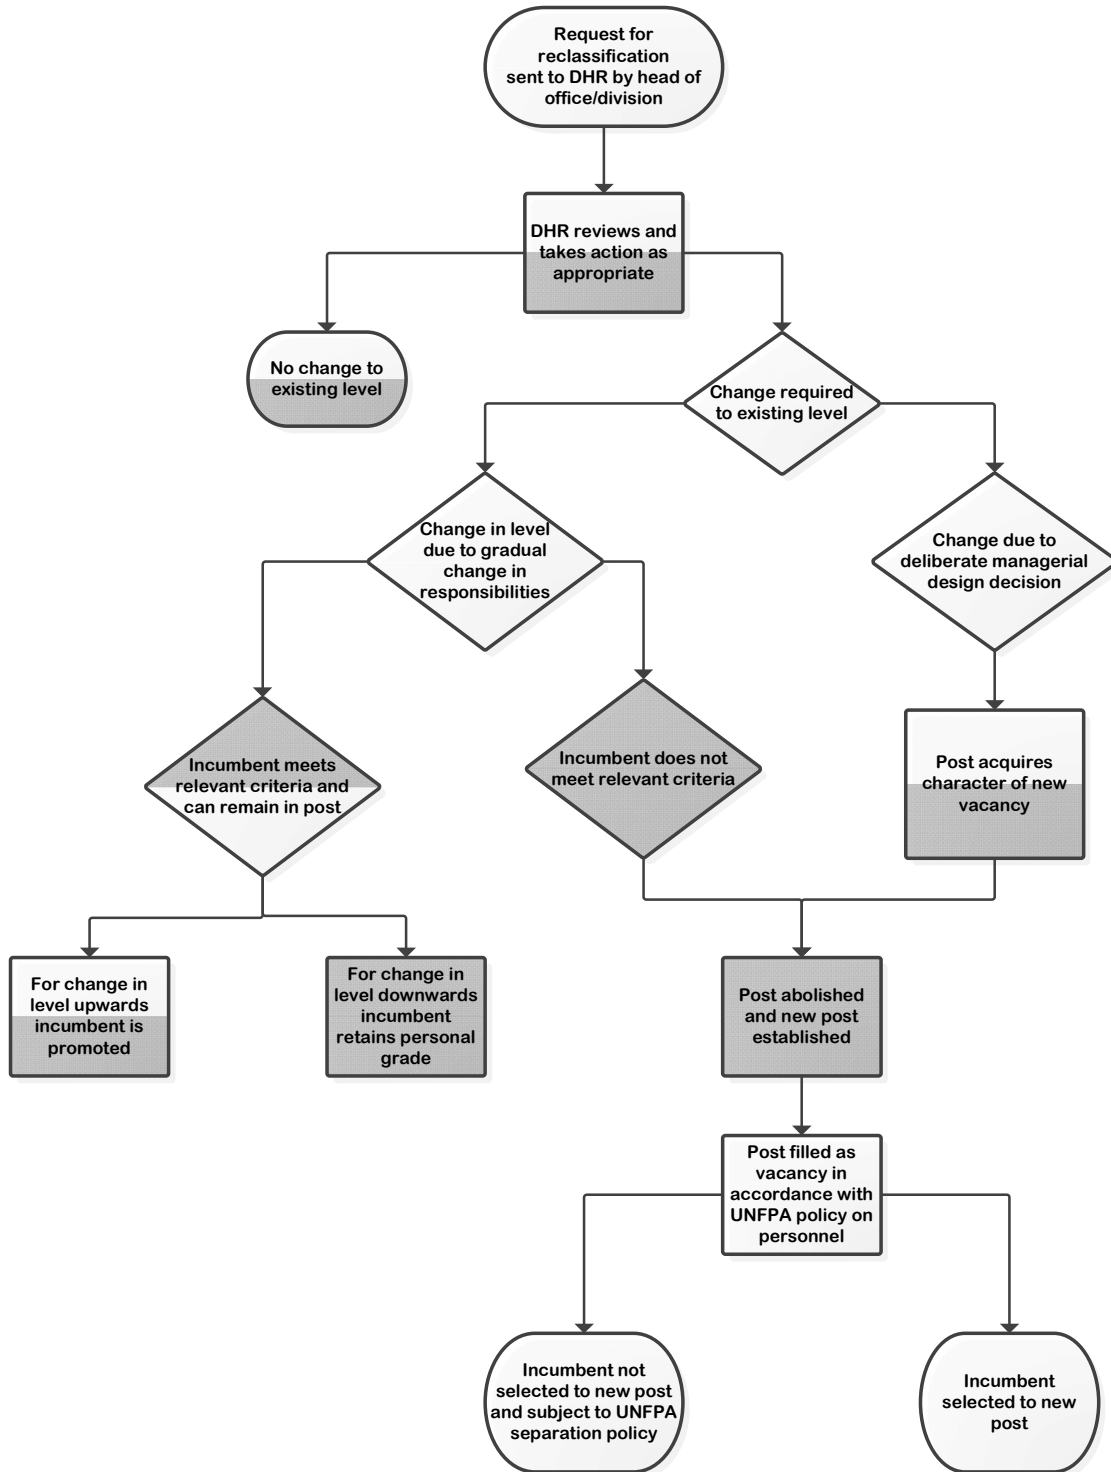 Request for
reclassification
sent to DHR by head of
office/division
DHR reviews and
takes action as
appropriate
No change to
existing level
Change required
to existing level
Change in level
due to gradual
change in
responsibilities
Change due to
deliberate managerial
design decision
Incumbent meets
relevant criteria and
can remain in post
Incumbent does not
meet relevant criteria
Post acquires
character of new
vacancy
For change in
level upwards
incumbent is
promoted
For change in
level downwards
incumbent
retains personal
grade
Post abolished
and new post
established
Post filled as
vacancy in
accordance with
UNFPA policy on
personnel
Incumbent not
selected to new post
and subject to UNFPA
separation policy
Incumbent
selected to new
post